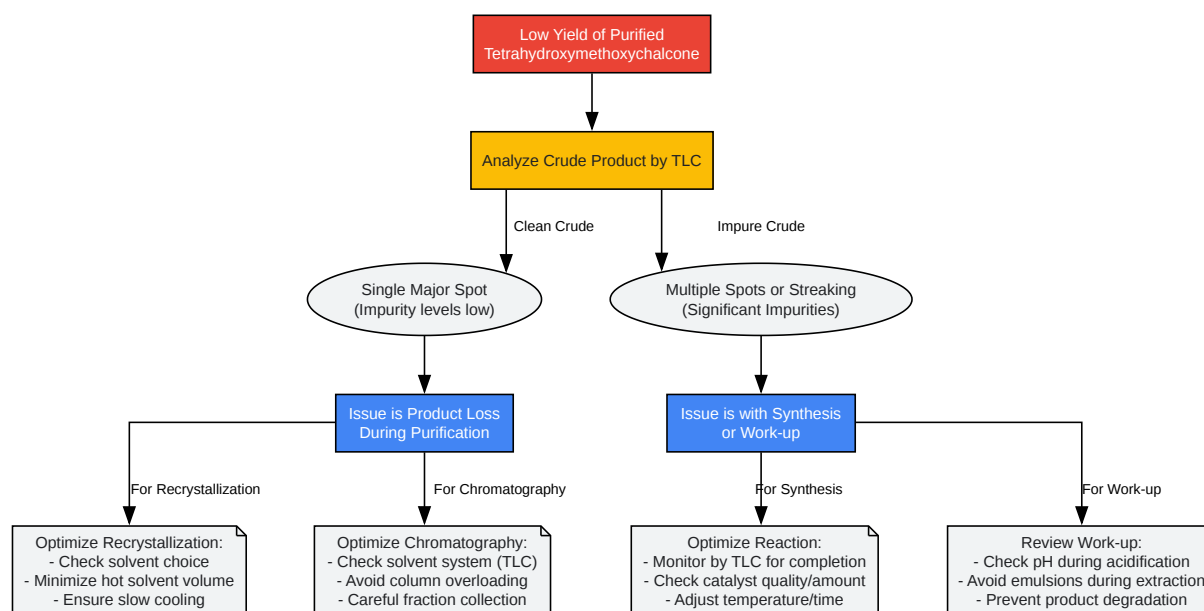 Low Yield of Purified
Tetrahydroxymethoxychalcone
Analyze Crude Product by TLC
Clean Crude
Impure Crude
Single Major Spot
(Impurity levels low)
Multiple Spots or Streaking
(Significant Impurities)
Issue is Product Loss
During Purification
Issue is with Synthesis
or Work-up
For Recrystallization
For Chromatography
For Synthesis
For Work-up
Optimize Recrystallization:
- Check solvent choice
- Minimize hot solvent volume
- Ensure slow cooling
Optimize Chromatography:
- Check solvent system (TLC)
- Avoid column overloading
- Careful fraction collection
Optimize Reaction:
- Monitor by TLC for completion
- Check catalyst quality/amount
- Adjust temperature/time
Review Work-up:
- Check pH during acidification
- Avoid emulsions during extraction
- Prevent product degradation